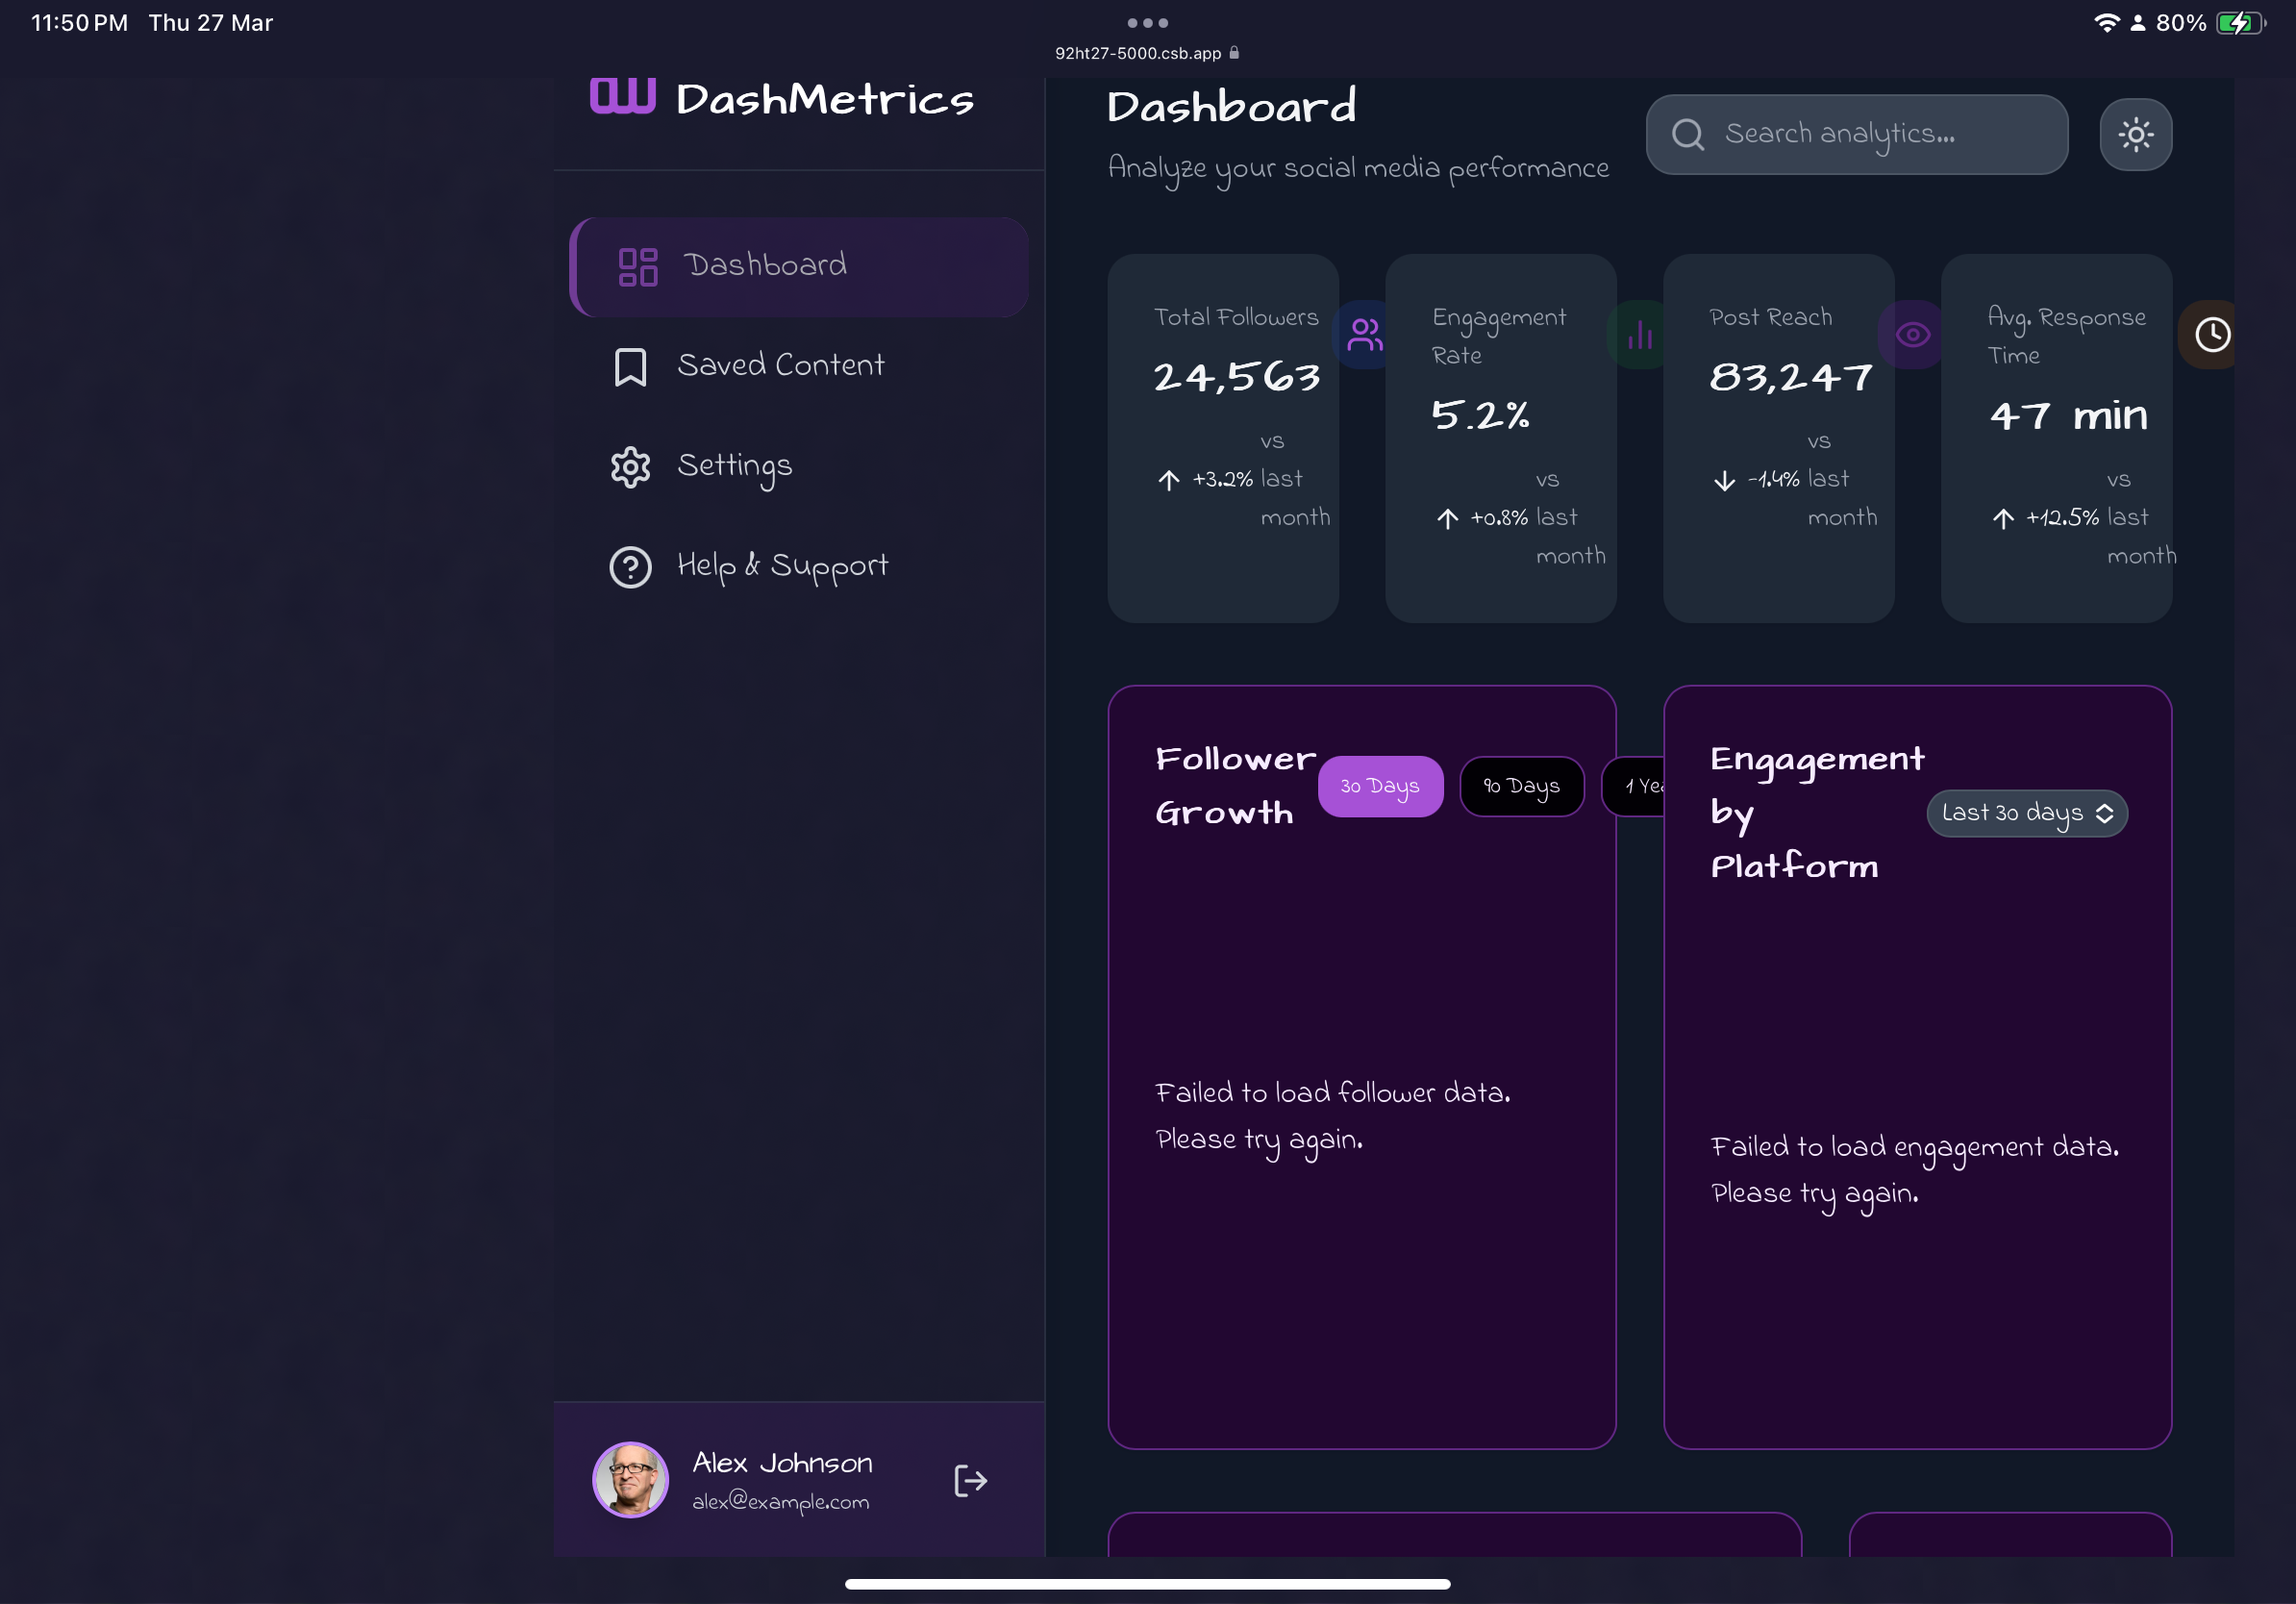 11:50 PM Thu 27 Mar
80%
92ht27-5000.csb.app
DashMetrics
Dashboard
Saved Content
Settings
Help & Support
Alex Johnson
alex@example.com
Dashboard
Analyze your social media performance
Search analytics...
Total Followers
24,563
+3.2% vs last month
Engagement
Rate
5.2%
+0.8% vs last month
Post Reach
83,247
-1.4% vs last month
Avg. Response
Time
47 min
+12.5% vs last month
Follower
Growth
30 Days
90 Days
1 Yea
Failed to load follower data.
Please try again.
Engagement
by
Platform
Last 30 days
Failed to load engagement data.
Please try again.